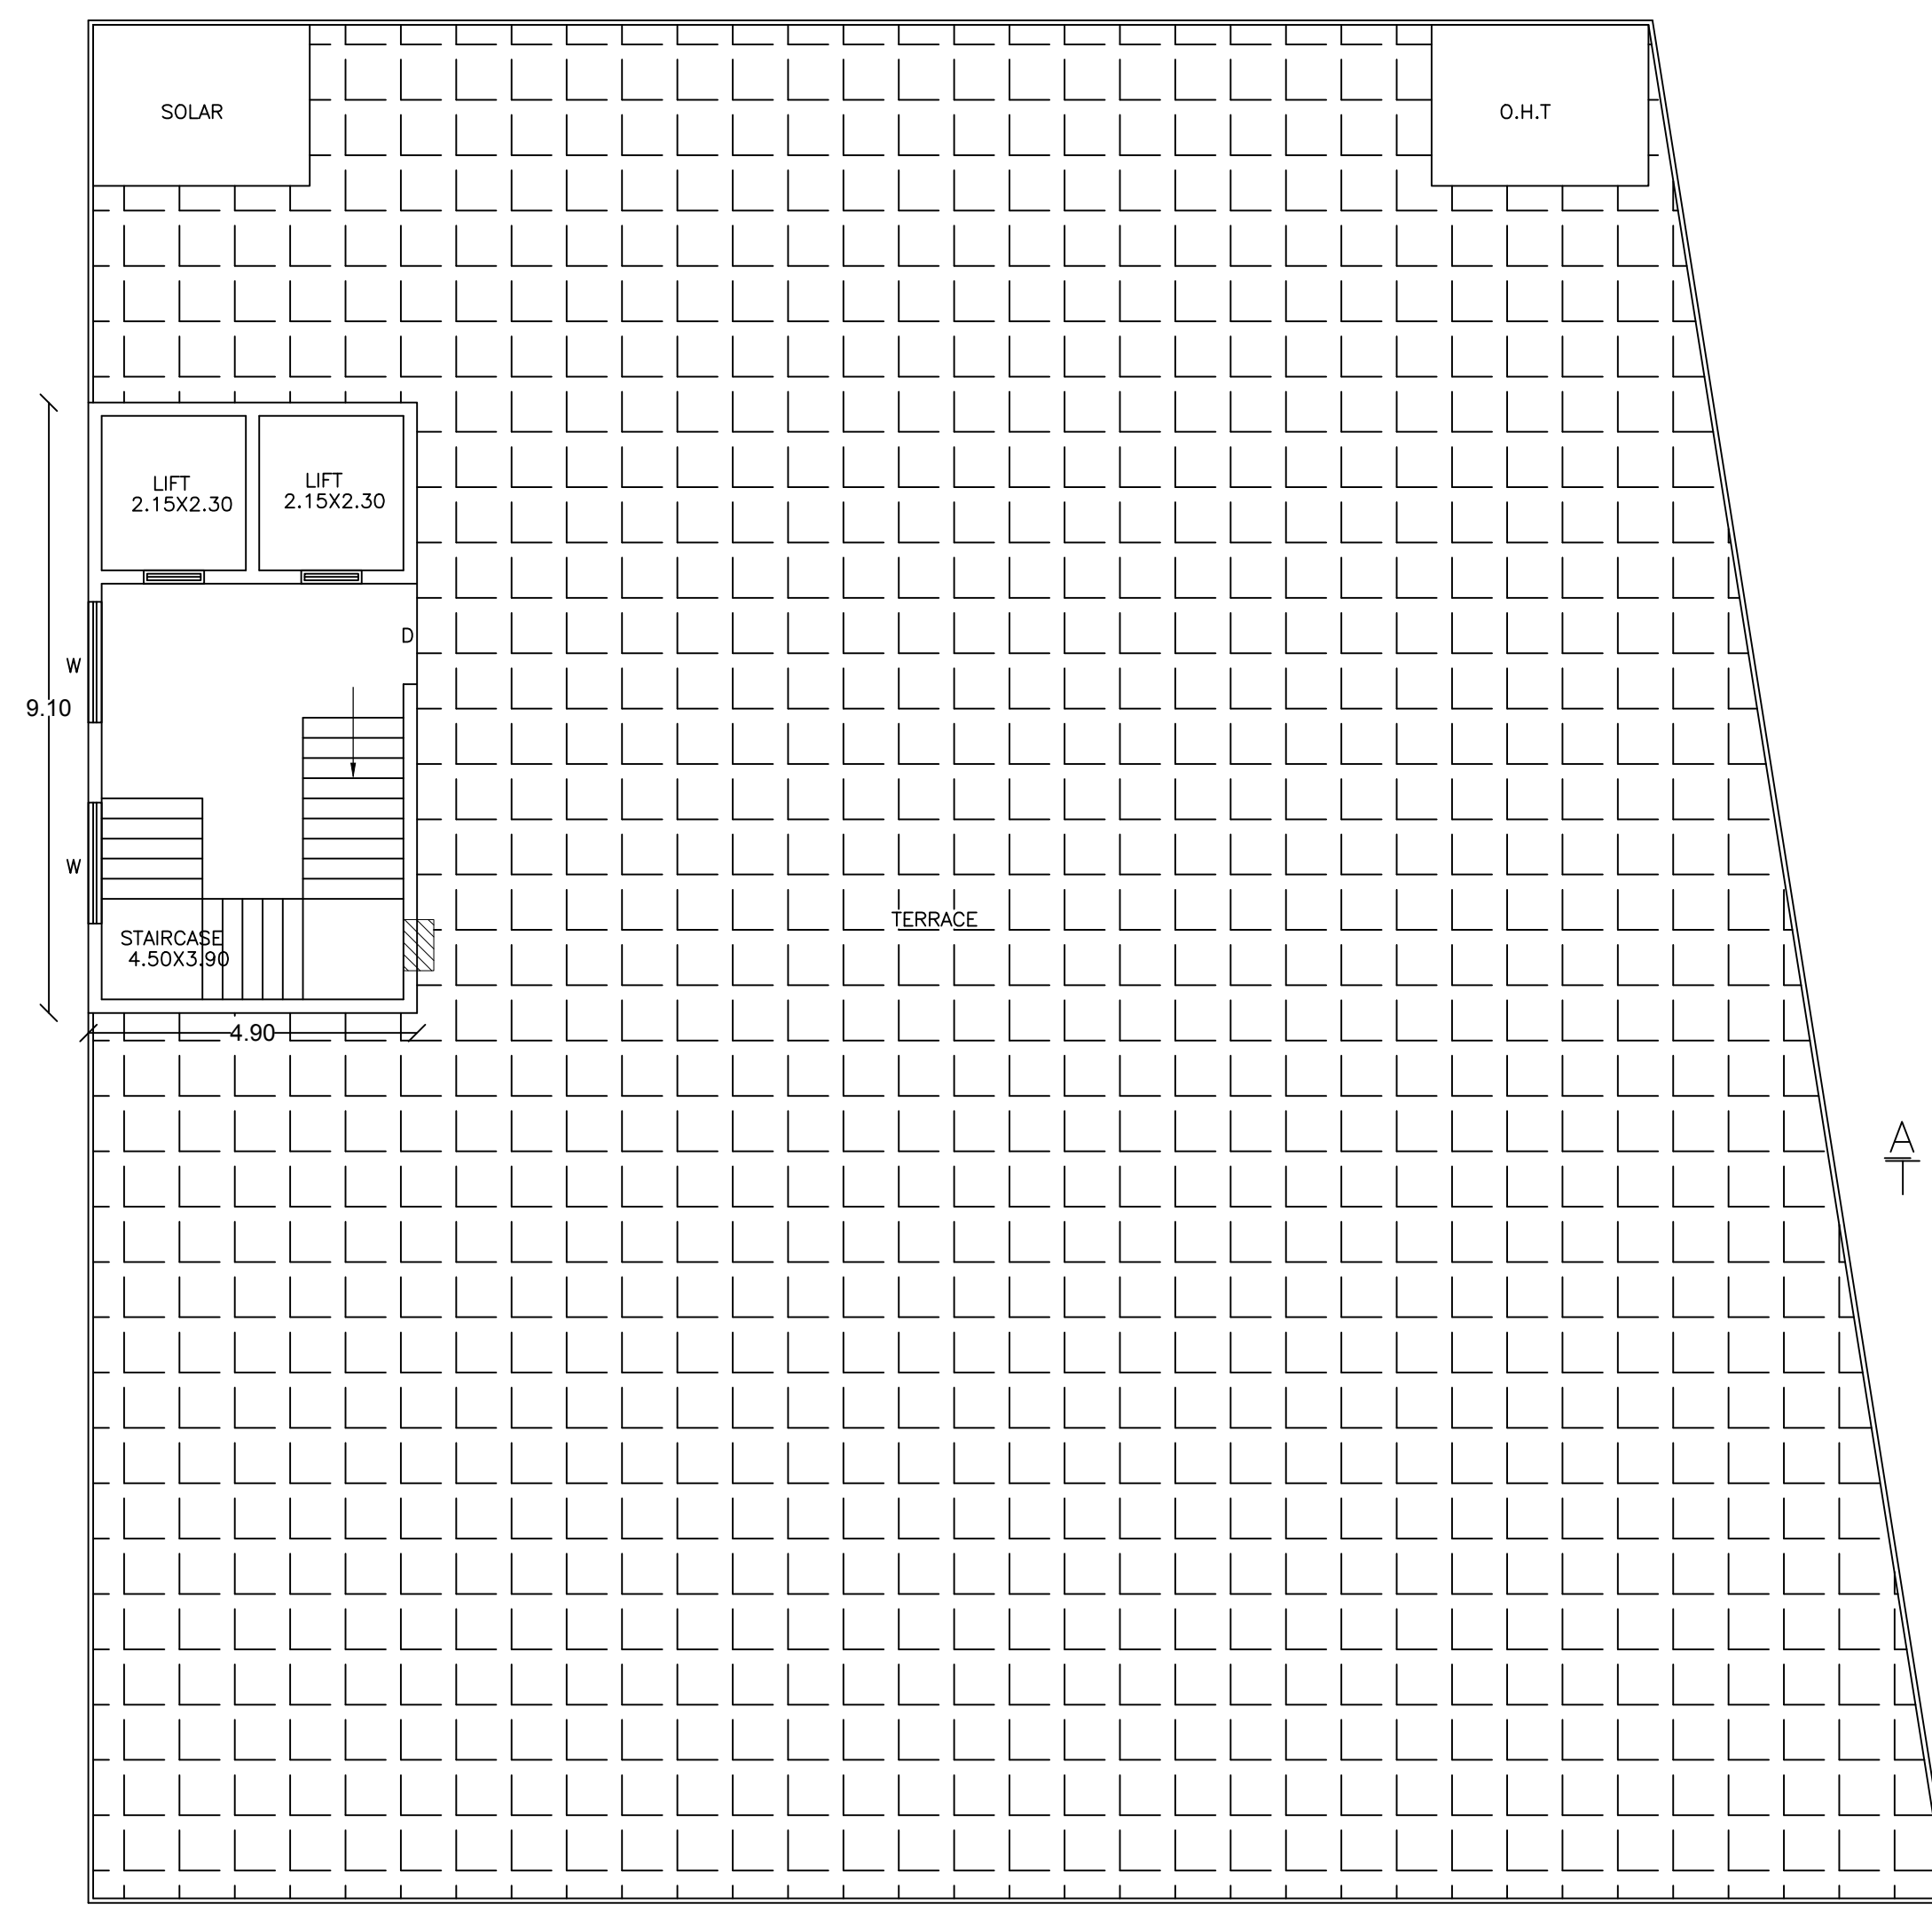 SOLAR
O.H.T
LIFT
2.15X2.30
LIFT
2.15X2.30
D
W
9.10
W
TERRACE
STAIRCASE
4.50X3.90
4.90
A